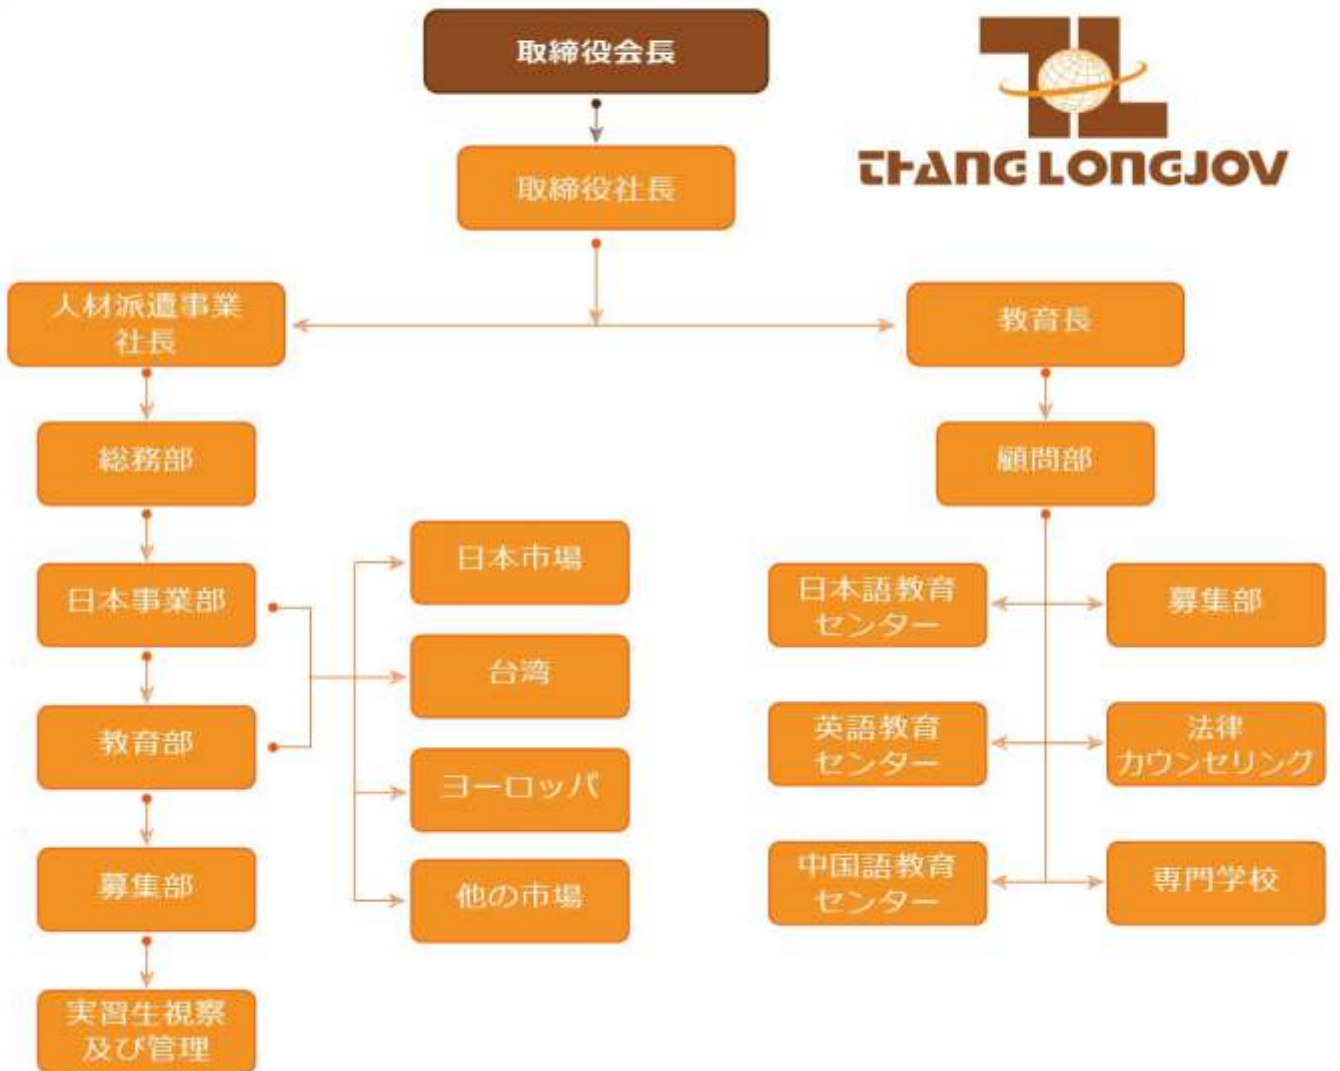 取締役会長
THANG LONGJOV
取締役社長
人材派遣事業
社長
教育長
総務部
顧問部
日本市場
日本事業部
日本語教育
センター
募集部
台湾
教育部
英語教育
センター
法律
カウンセリング
ヨーロッパ
募集部
他の市場
中国語教育
センター
専門学校
実習生視察
及び管理